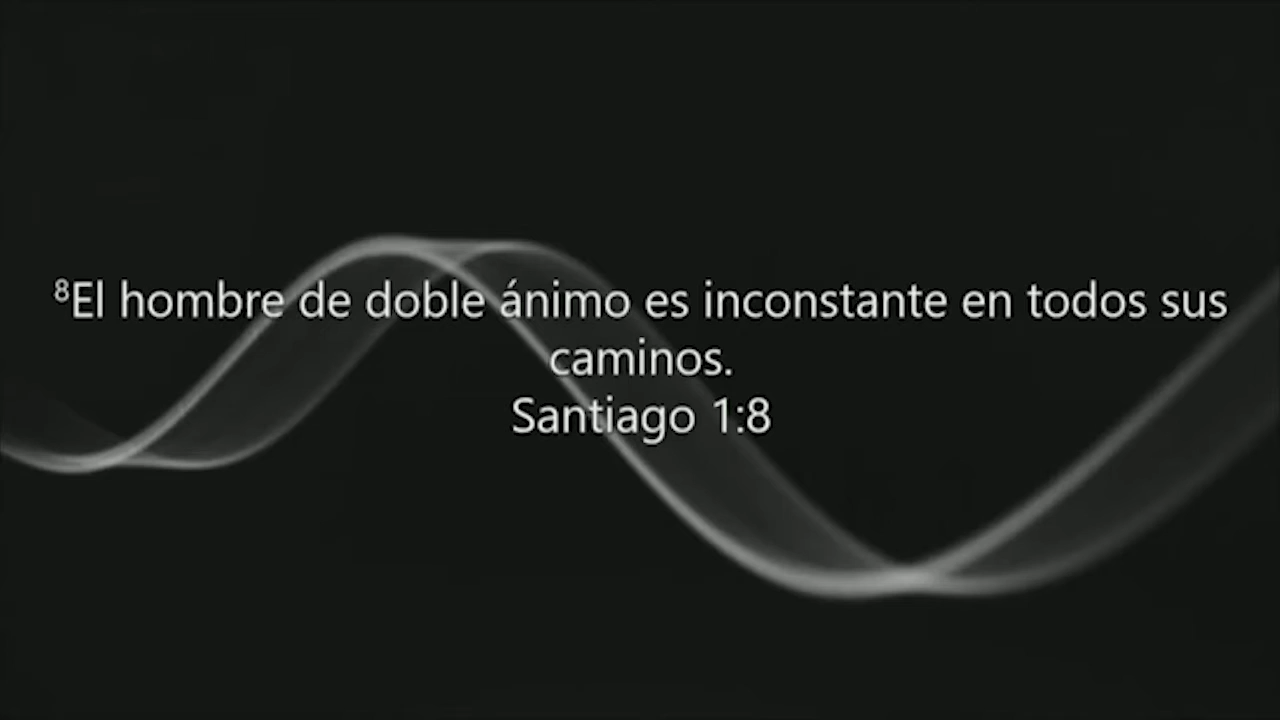 ⁸El hombre de doble ánimo es inconstante en todos sus
caminos.
Santiago 1:8